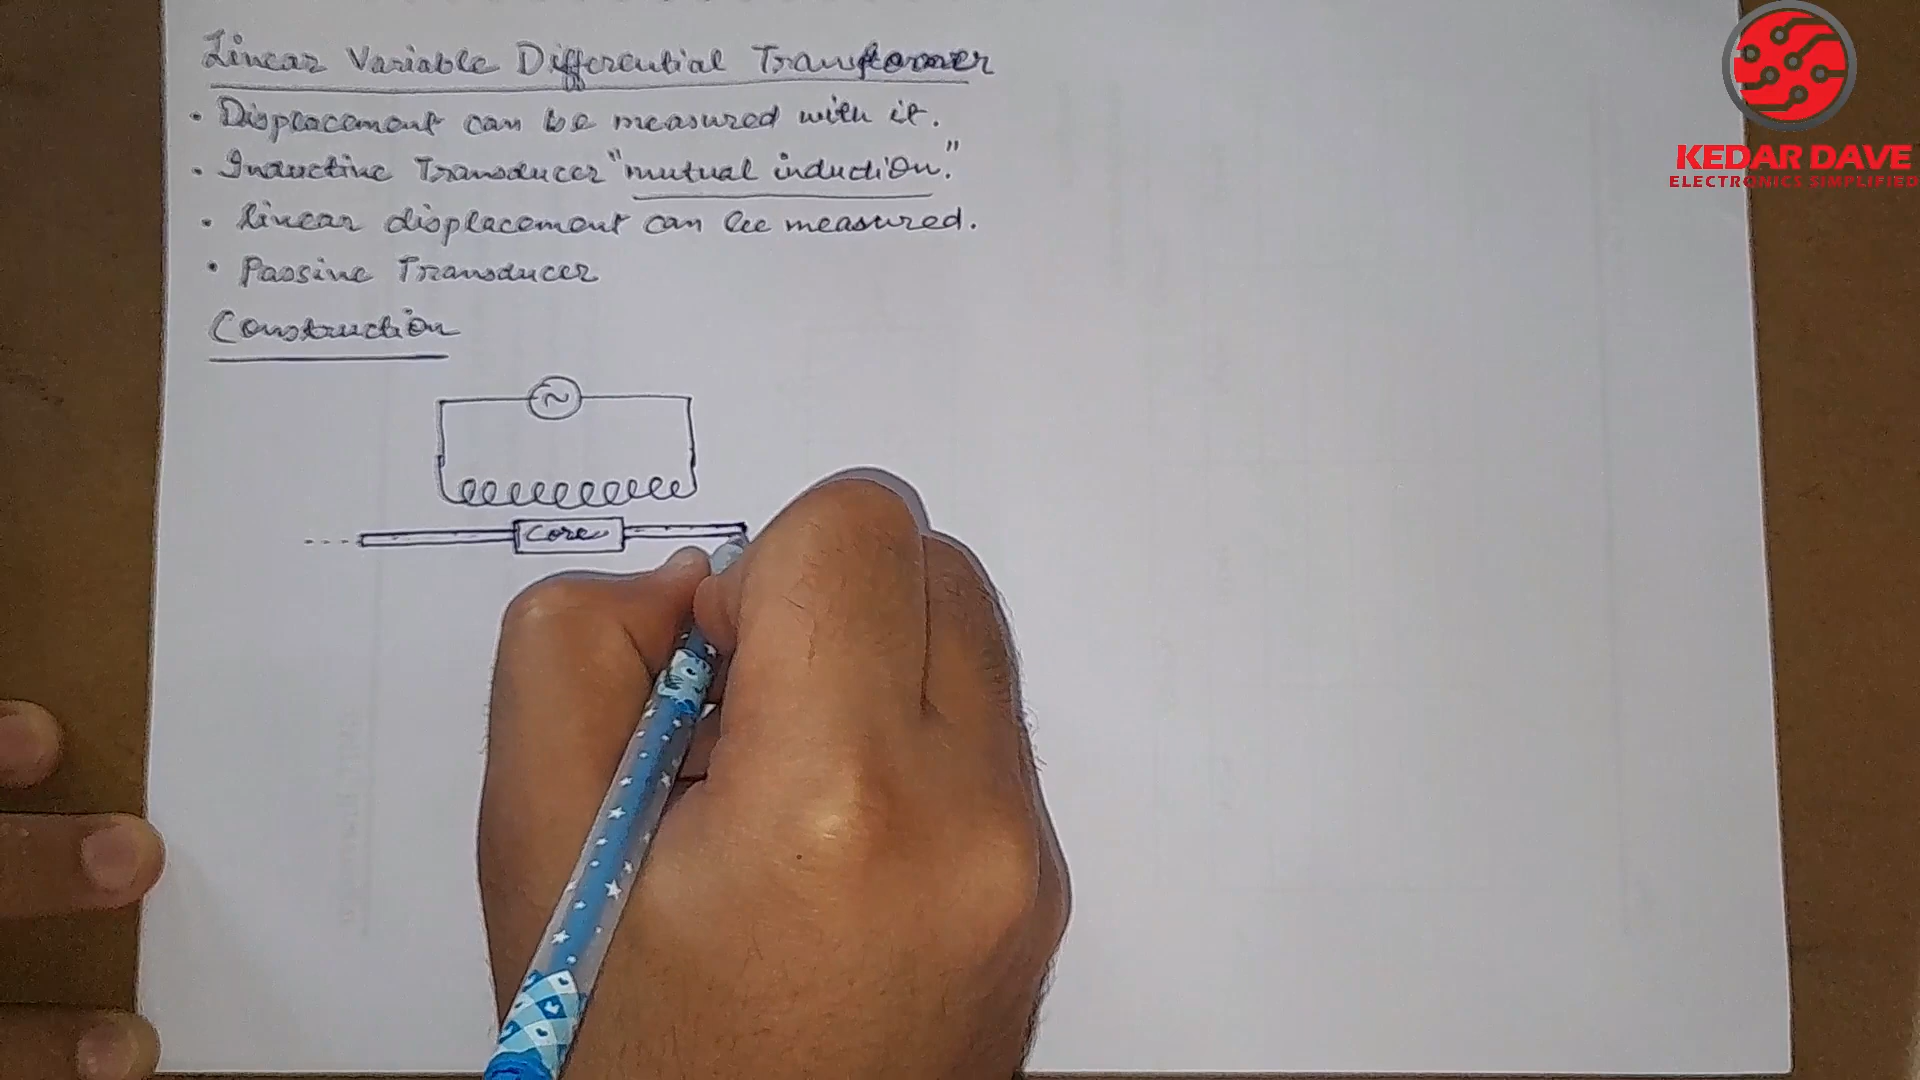 Linear Variable Differential Transformer
• Displacement can be measured with it.
• Inductive Transducer "mutual induction."
• linear displacement can be measured.
• Passive Transducer
Construction
~
Core
KEDAR DAVE
ELECTRONICS SIMPLIFIED